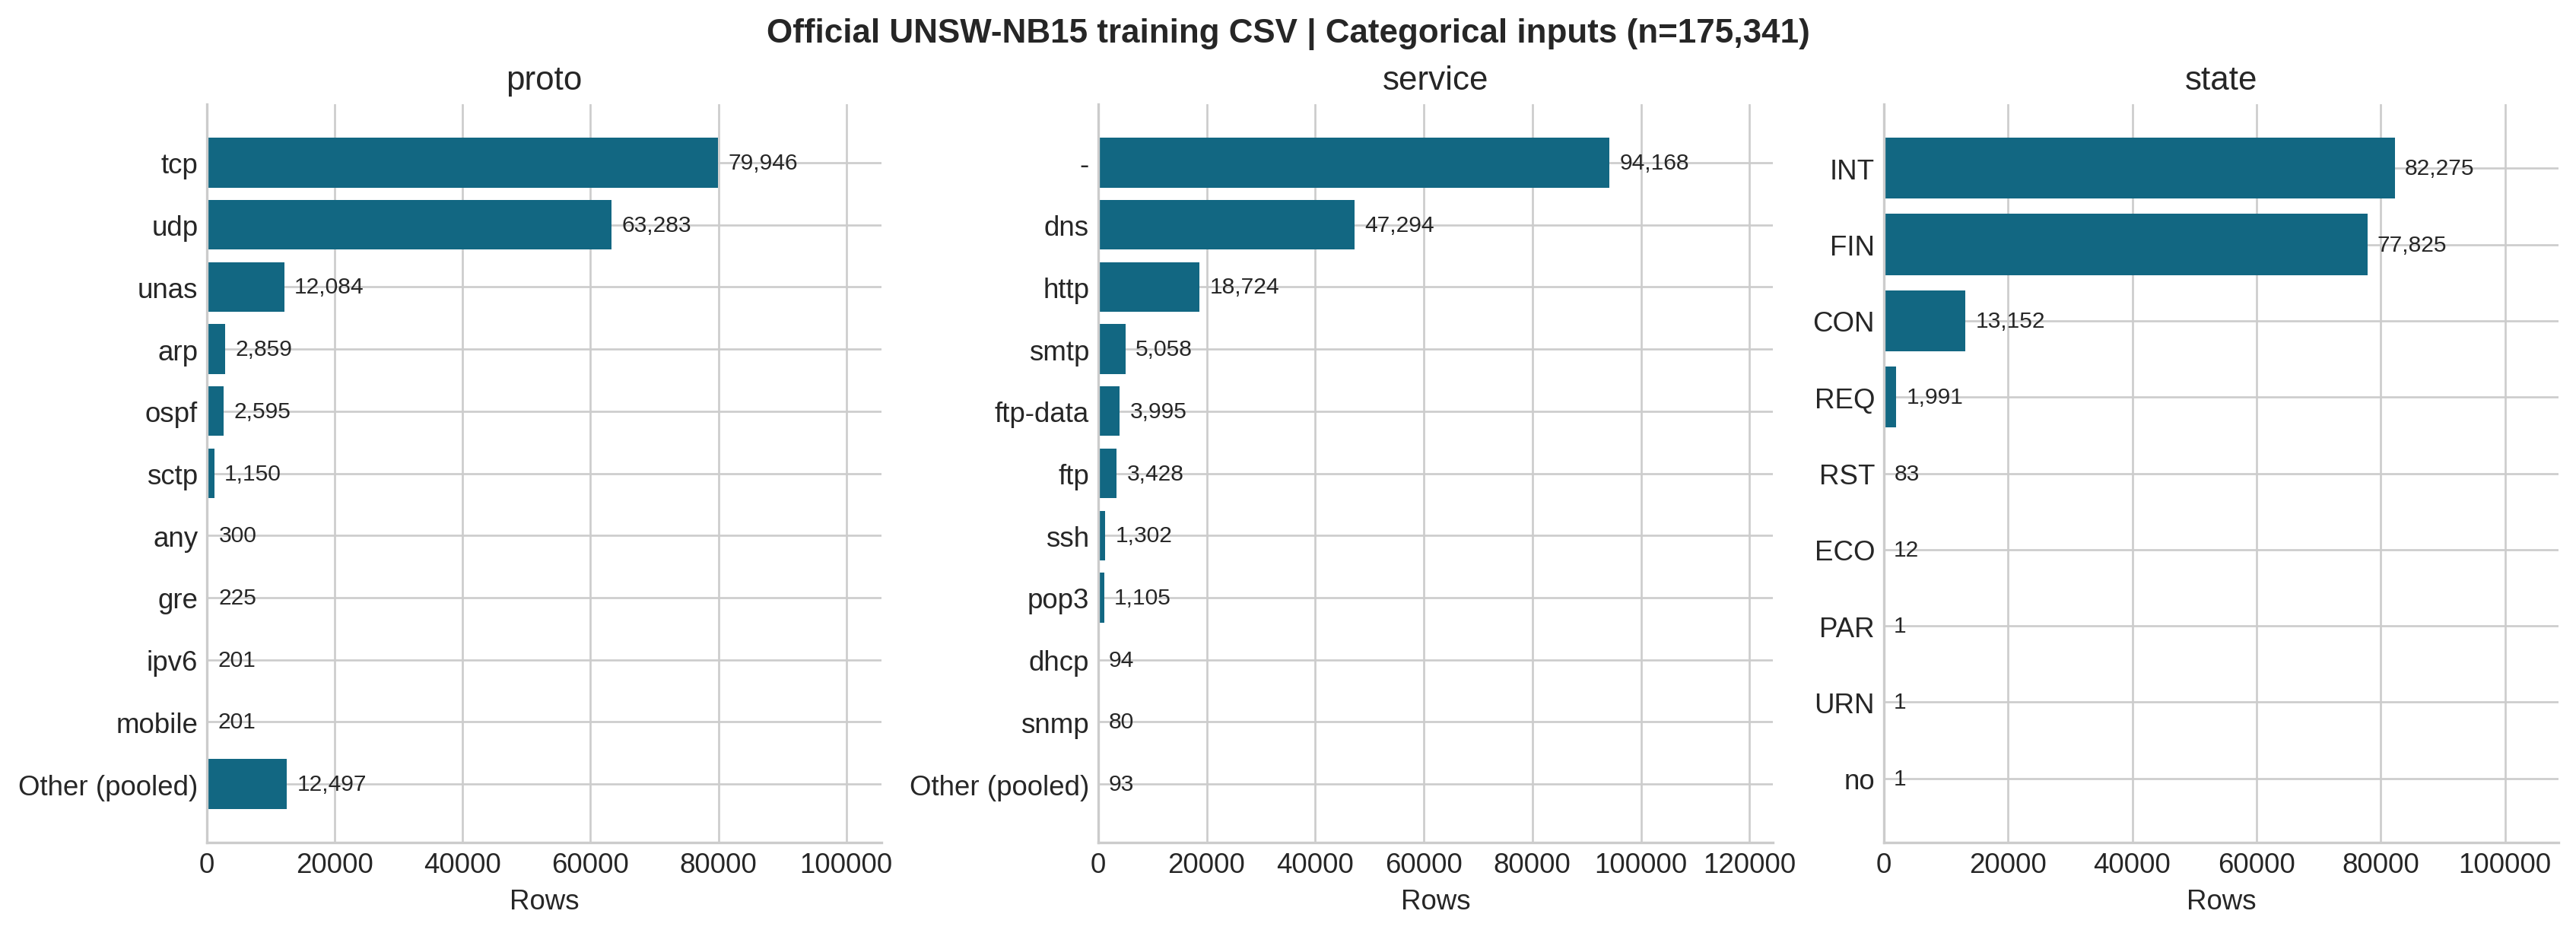 Official UNSW-NB15 training CSV | Categorical inputs (n=175,341)
proto
tcp 79,946
udp 63,283
unas 12,084
arp 2,859
ospf 2,595
sctp 1,150
any 300
gre 225
ipv6 201
mobile 201
Other (pooled) 12,497
0 20000 40000 60000 80000 100000
Rows
service
- 94,168
dns 47,294
http 18,724
smtp 5,058
ftp-data 3,995
ftp 3,428
ssh 1,302
pop3 1,105
dhcp 94
snmp 80
Other (pooled) 93
0 20000 40000 60000 80000 100000 120000
Rows
state
INT 82,275
FIN 77,825
CON 13,152
REQ 1,991
RST 83
ECO 12
PAR 1
URN 1
no 1
0 20000 40000 60000 80000 100000
Rows